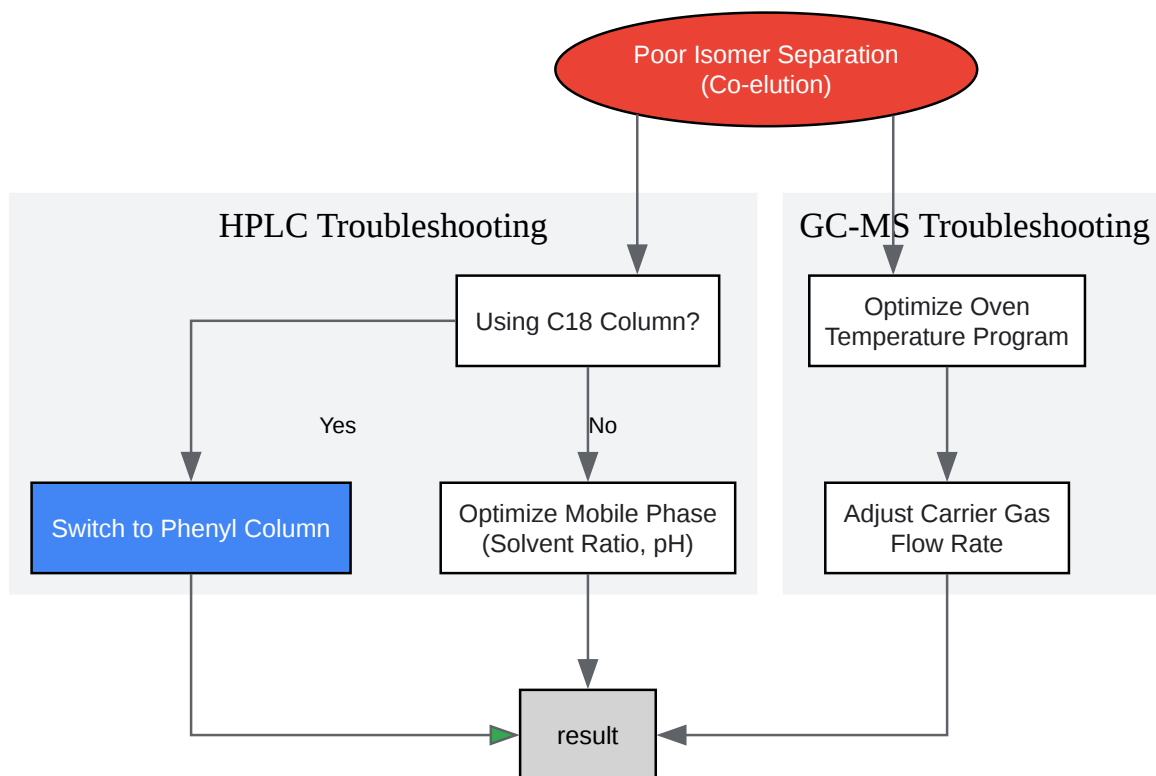 Poor Isomer Separation
(Co-elution)
HPLC Troubleshooting
GC-MS Troubleshooting
Using C18 Column?
Optimize Oven
Temperature Program
Yes
No
Switch to Phenyl Column
Optimize Mobile Phase
(Solvent Ratio, pH)
Adjust Carrier Gas
Flow Rate
result